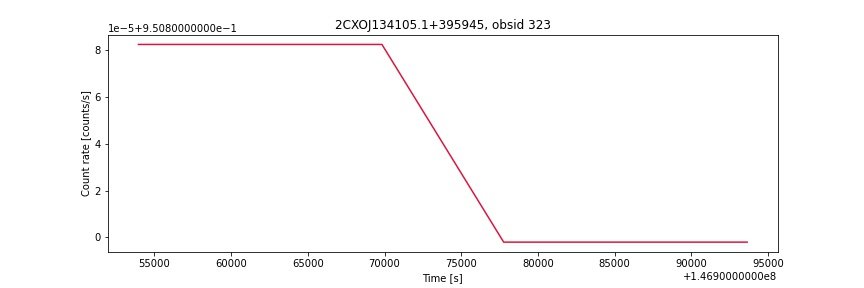 2CXOJ134105.1+395945, obsid 323
1e−5+9.5080000000e−1
8
6
4
2
0
Count rate [counts/s]
55000 60000 65000 70000 75000 80000 85000 90000 95000
Time [s]
+1.4690000000e8